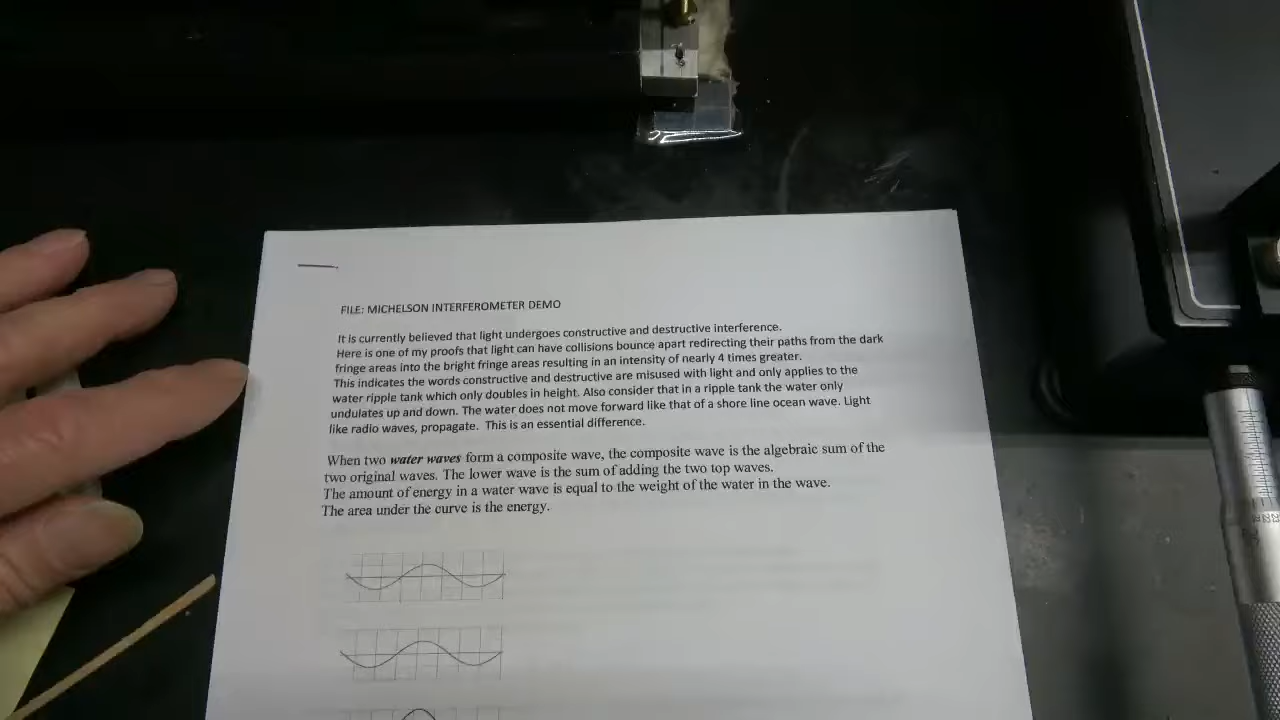 FILE: MICHELSON INTERFEROMETER DEMO
It is currently believed that light undergoes constructive and destructive interference.
Here is one of my proofs that light can have collisions bounce apart redirecting their paths from the dark
fringe areas into the bright fringe areas resulting in an intensity of nearly 4 times greater.
This indicates the words constructive and destructive are misused with light and only applies to the
water ripple tank which only doubles in height. Also consider that in a ripple tank the water only
undulates up and down. The water does not move forward like that of a shore line ocean wave. Light
like radio waves, propagate. This is an essential difference.
When two water waves form a composite wave, the composite wave is the algebraic sum of the
two original waves. The lower wave is the sum of adding the two top waves.
The amount of energy in a water wave is equal to the weight of the water in the wave.
The area under the curve is the energy.